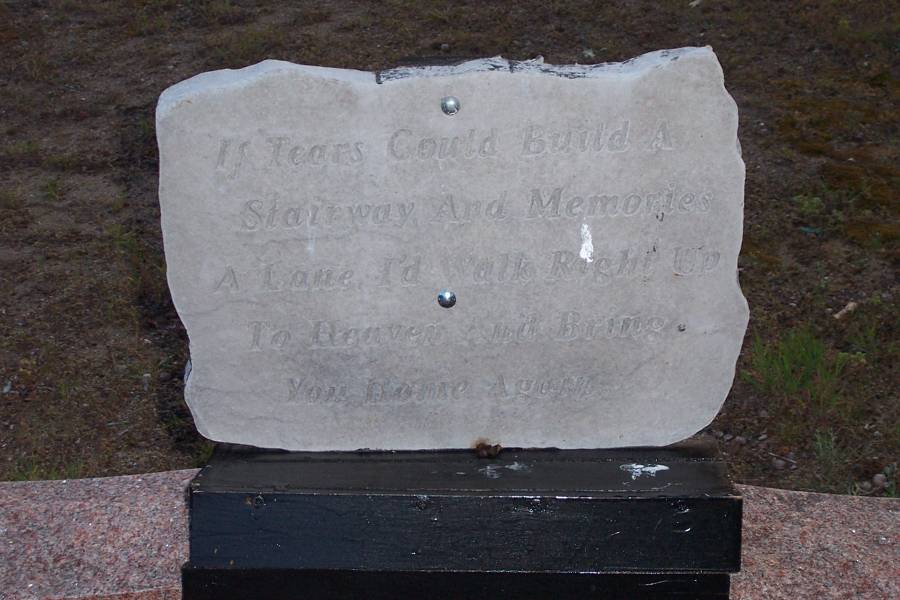 If Tears Could Build A
Stairway And Memories
A Lane I'd Walk Right Up
To Heaven And Bring
You Home Again